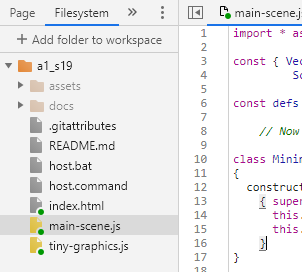 Page Filesystem »
+ Add folder to workspace
a1_s19
assets
docs
.gitattributes
README.md
host.bat
host.command
index.html
main-scene.js
tiny-graphics.js
main-scene.js
1 import * as
2
3 const { Vec
4 Sc
5
6 const defs
7
8 // Now
9
10 class Minim
11 {
12 construct
13 { super
14 this.
15 this.
16 }
17 }